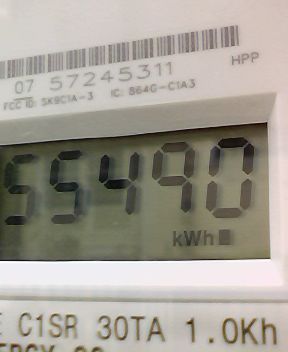 HPP
07 57245311
FCC ID: SK9C1A-3 IC: 864G-C1A3
55490
kWh
C1SR 30TA 1.0Kh